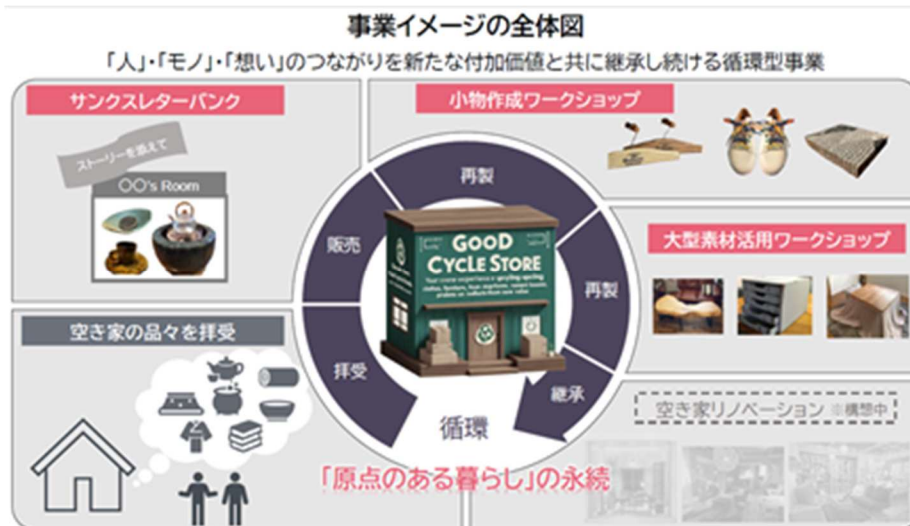 事業イメージの全体図
「人」・「モノ」・「想い」のつながりを新たな付加価値と共に継承し続ける循環型事業
サンクスレターバンク
ストーリーを添えて
〇〇's Room
小物作成ワークショップ
大型素材活用ワークショップ
空き家の品々を拝受
空き家リノベーション ※構想中
拝受
販売
再製
再製
継承
循環
GOOD
CYCLE STORE
「原点のある暮らし」の永続